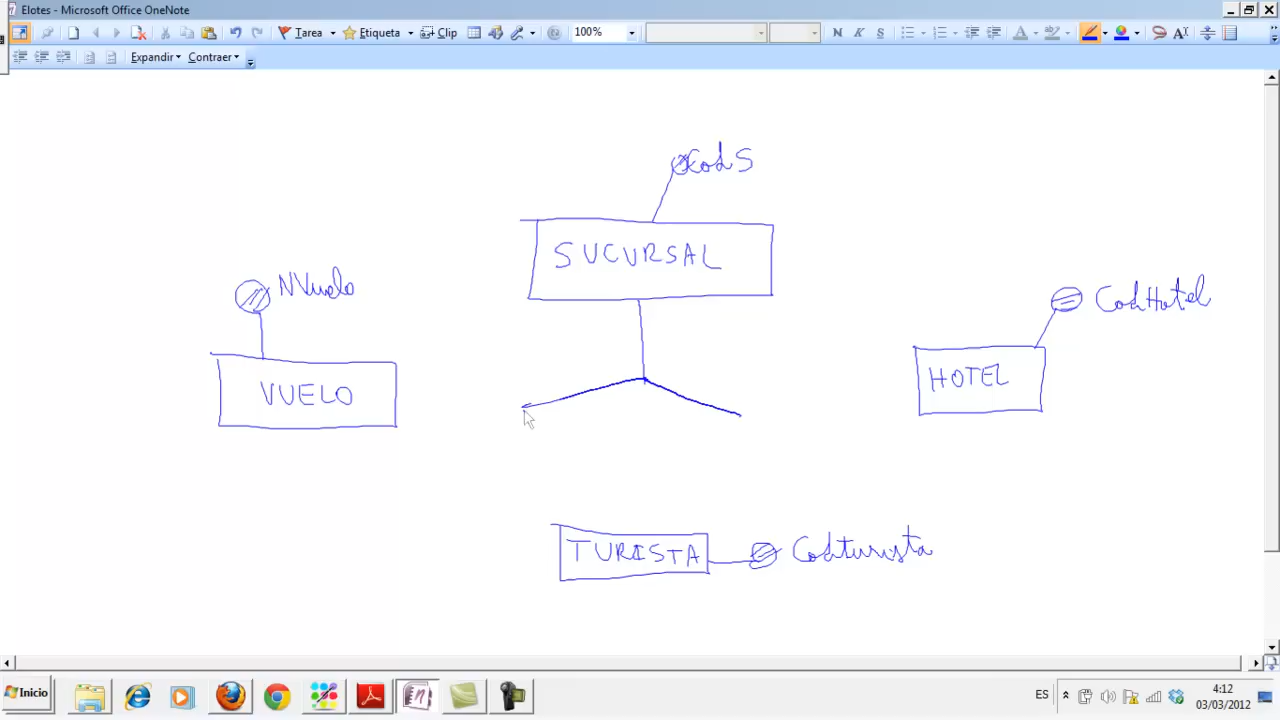 Elotes - Microsoft Office OneNote
Tarea Etiqueta Clip 100% N K S
Expandir Contraer
CodS
SUCURSAL
NVuelo
CodHotel
VUELO
HOTEL
TURISTA
Codturista
Inicio
ES
4:12
03/03/2012